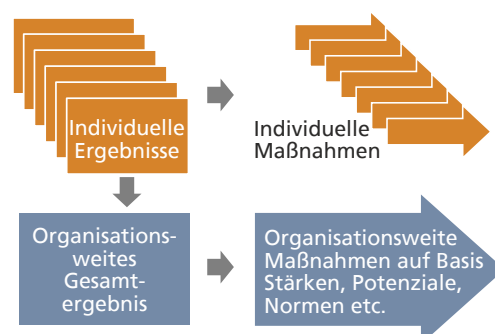 Individuelle
Ergebnisse
Individuelle
Maßnahmen
Organisations-
weites
Gesamt-
ergebnis
Organisationsweite
Maßnahmen auf Basis
Stärken, Potenziale,
Normen etc.